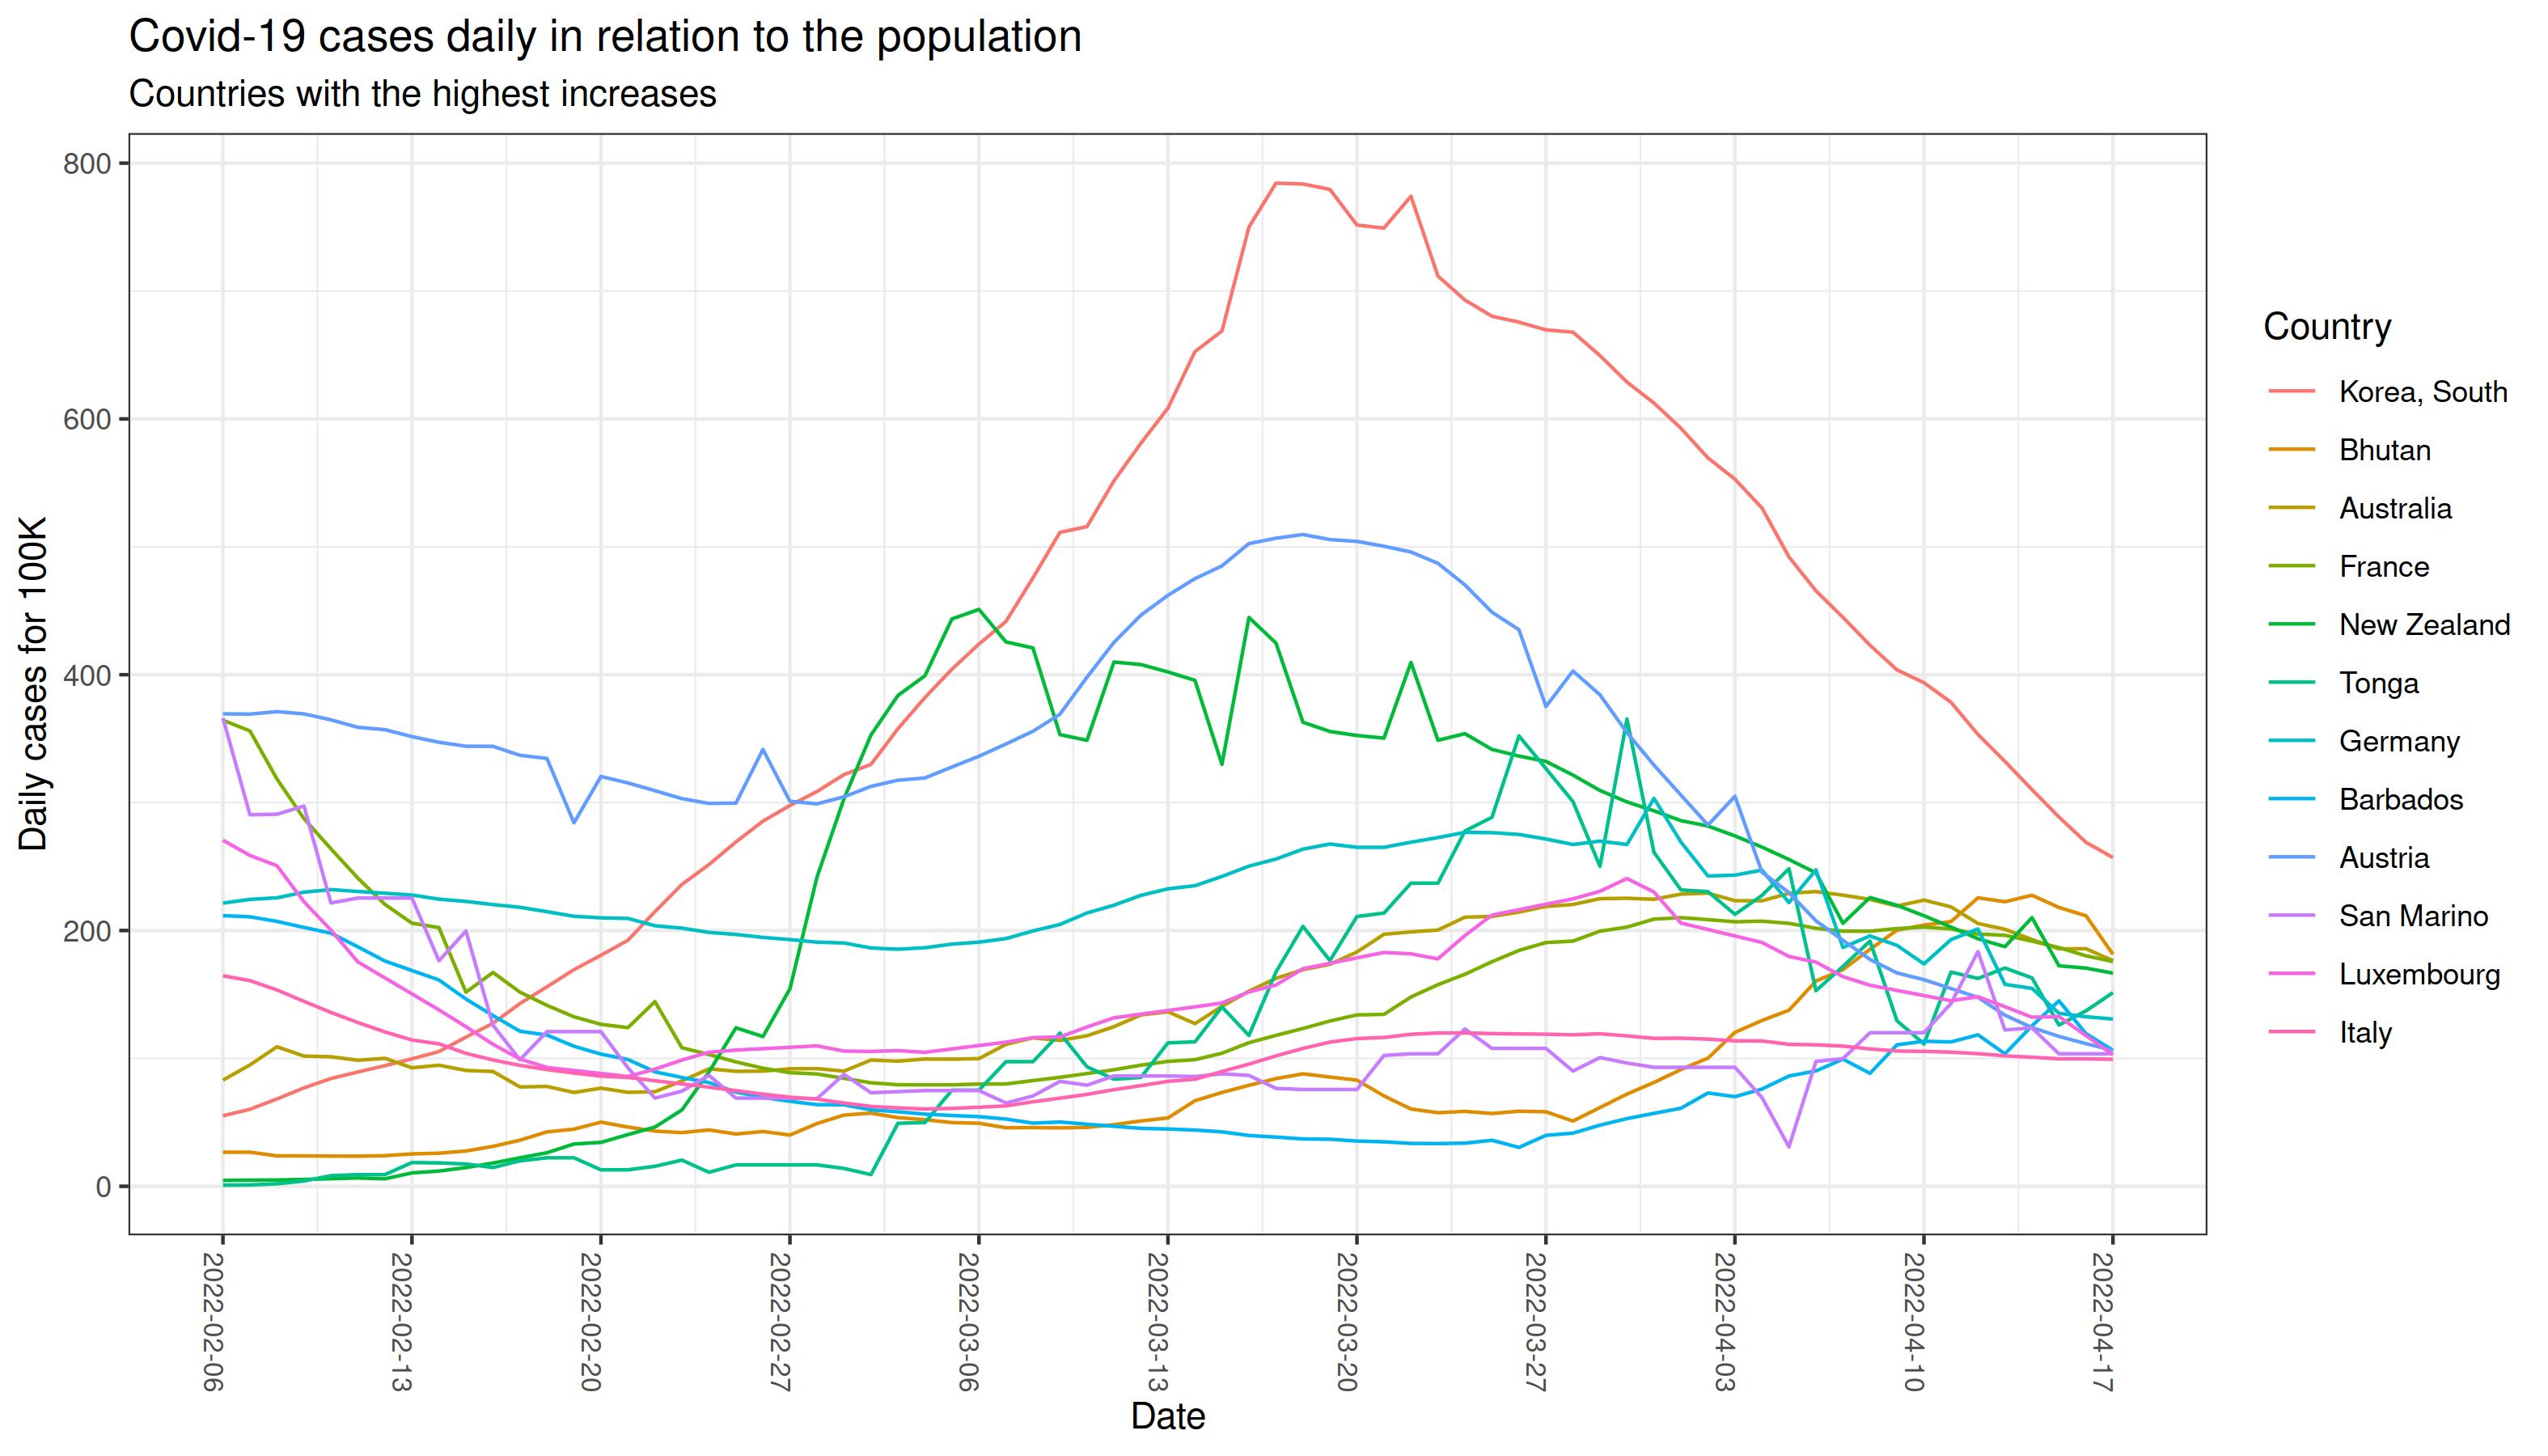 Covid-19 cases daily in relation to the population
Countries with the highest increases
Daily cases for 100K
800
600
400
200
0
2022-02-06
2022-02-13
2022-02-20
2022-02-27
2022-03-06
2022-03-13
2022-03-20
2022-03-27
2022-04-03
2022-04-10
2022-04-17
Date
Country
Korea, South
Bhutan
Australia
France
New Zealand
Tonga
Germany
Barbados
Austria
San Marino
Luxembourg
Italy